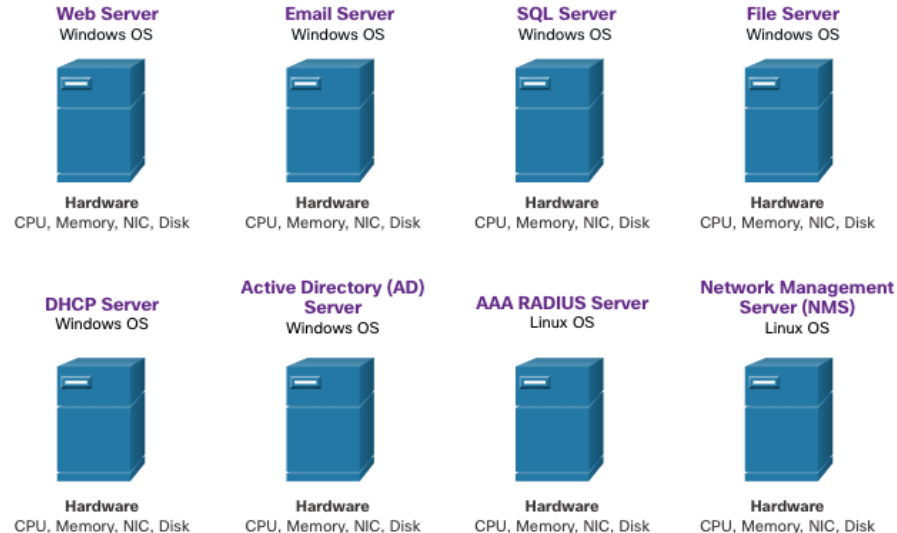 Web Server
Windows OS
Email Server
Windows OS
SQL Server
Windows OS
File Server
Windows OS
Hardware
CPU, Memory, NIC, Disk
Hardware
CPU, Memory, NIC, Disk
Hardware
CPU, Memory, NIC, Disk
Hardware
CPU, Memory, NIC, Disk
DHCP Server
Windows OS
Active Directory (AD)
Server
Windows OS
AAA RADIUS Server
Linux OS
Network Management
Server (NMS)
Linux OS
Hardware
CPU, Memory, NIC, Disk
Hardware
CPU, Memory, NIC, Disk
Hardware
CPU, Memory, NIC, Disk
Hardware
CPU, Memory, NIC, Disk